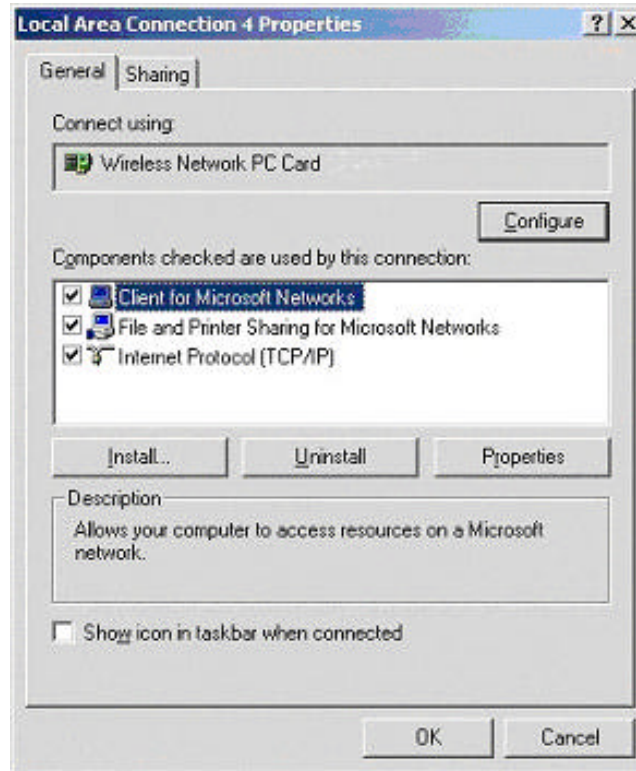 Local Area Connection 4 Properties
General Sharing
Connect using:
Wireless Network PC Card
Configure
Components checked are used by this connection:
Client for Microsoft Networks
File and Printer Sharing for Microsoft Networks
Internet Protocol (TCP/IP)
Install... Uninstall Properties
Description
Allows your computer to access resources on a Microsoft
network.
Show icon in taskbar when connected
OK Cancel